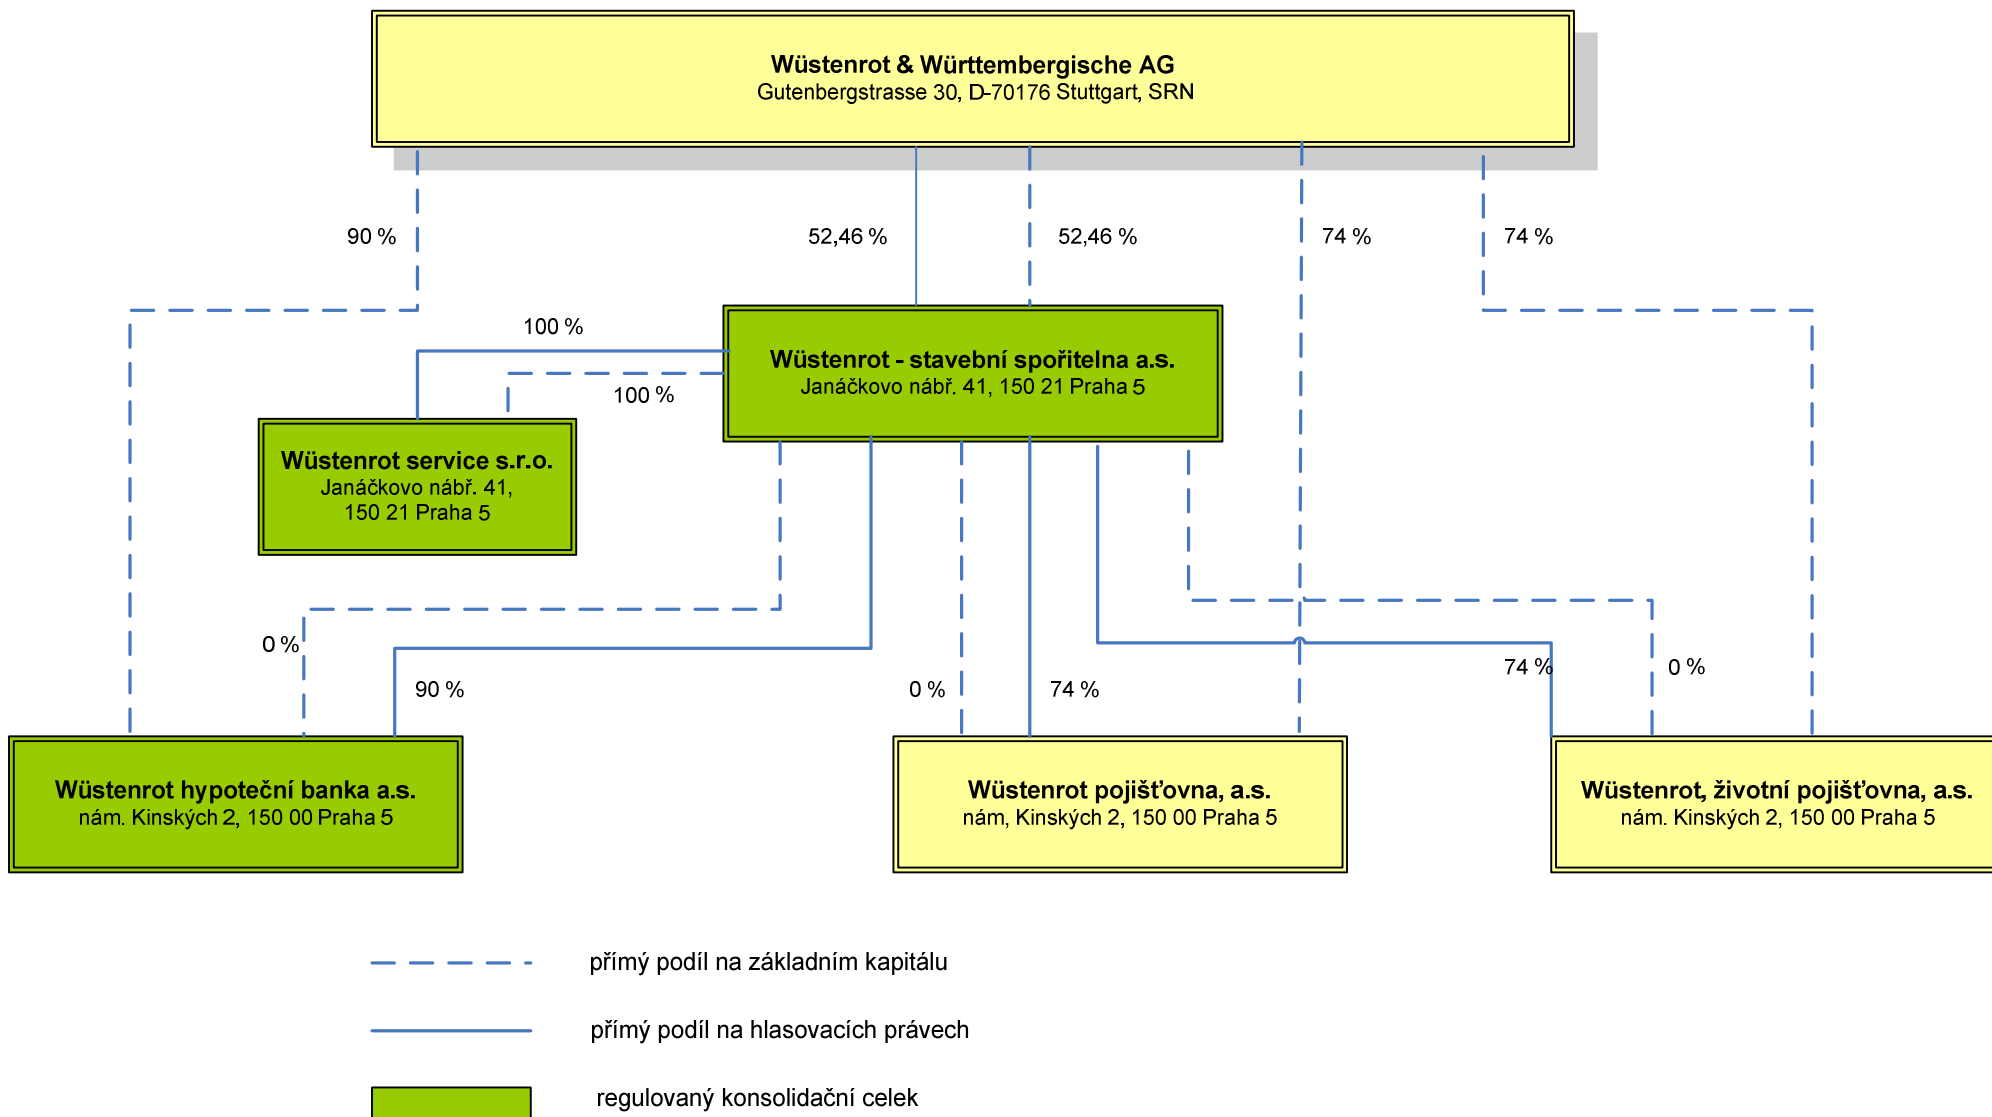 Wüstenrot & Württembergische AG
Gutenbergstrasse 30, D-70176 Stuttgart, SRN
90 %
52,46 %
52,46 %
74 %
74 %
100 %
100 %
Wüstenrot - stavební spořitelna a.s.
Janáčkovo nábř. 41, 150 21 Praha 5
Wüstenrot service s.r.o.
Janáčkovo nábř. 41,
150 21 Praha 5
0 %
90 %
0 %
74 %
74 %
0 %
Wüstenrot hypoteční banka a.s.
nám. Kinských 2, 150 00 Praha 5
Wüstenrot pojišťovna, a.s.
nám, Kinských 2, 150 00 Praha 5
Wüstenrot, životní pojišťovna, a.s.
nám. Kinských 2, 150 00 Praha 5
přímý podíl na základním kapitálu
přímý podíl na hlasovacích právech
regulovaný konsolidační celek